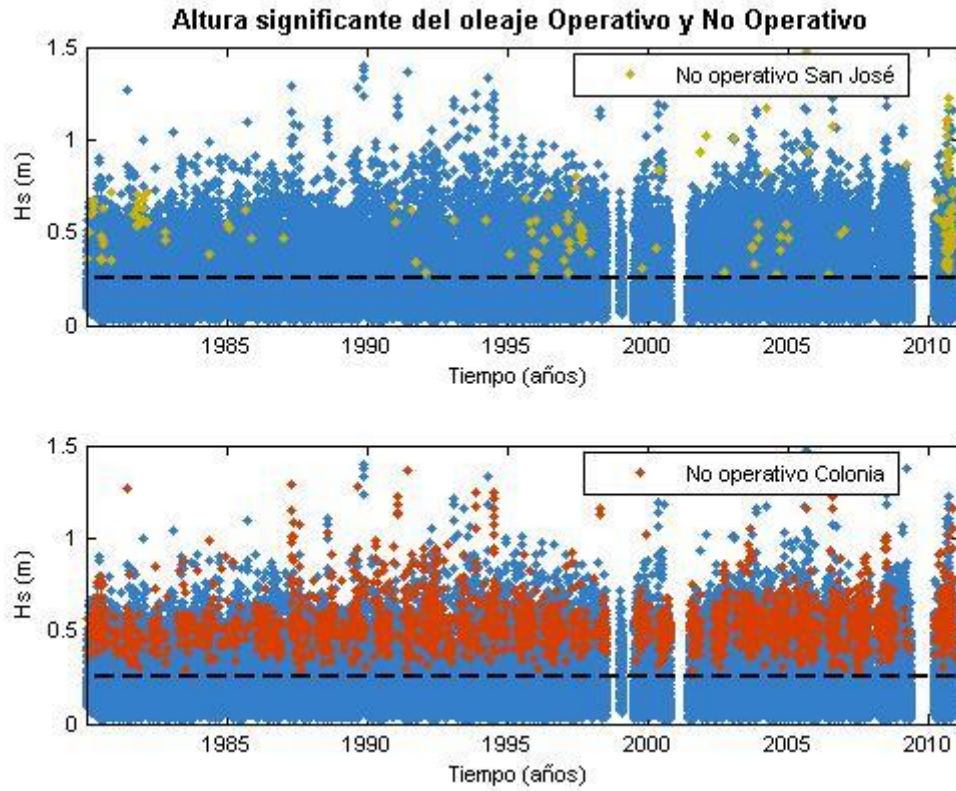 Altura significante del oleaje Operativo y No Operativo
1.5
No operativo San José
1
Hs (m)
0.5
0
1985 1990 1995 2000 2005 2010
Tiempo (años)
1.5
No operativo Colonia
1
Hs (m)
0.5
0
1985 1990 1995 2000 2005 2010
Tiempo (años)